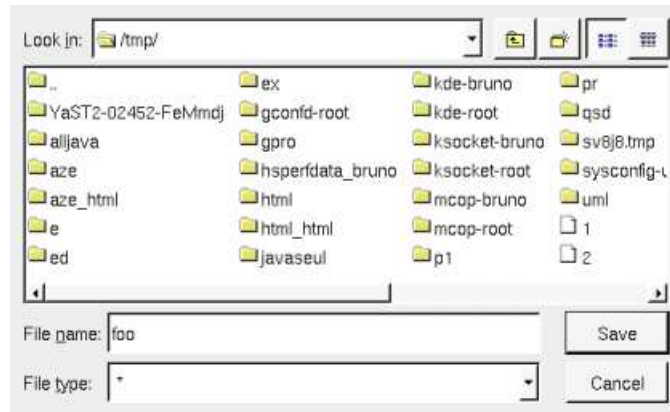 Look in: /tmp/
.. ex kde-bruno pr
YaST2-02452-FeMmdj gconfd-root kde-root qsd
alljava gpro ksocket-bruno sv8j8.tmp
aze hsperfdata_bruno ksocket-root sysconfig-u
aze_html html mcop-bruno uml
e html_html mcop-root 1
ed javaseul p1 2
File name: foo Save
File type: * Cancel